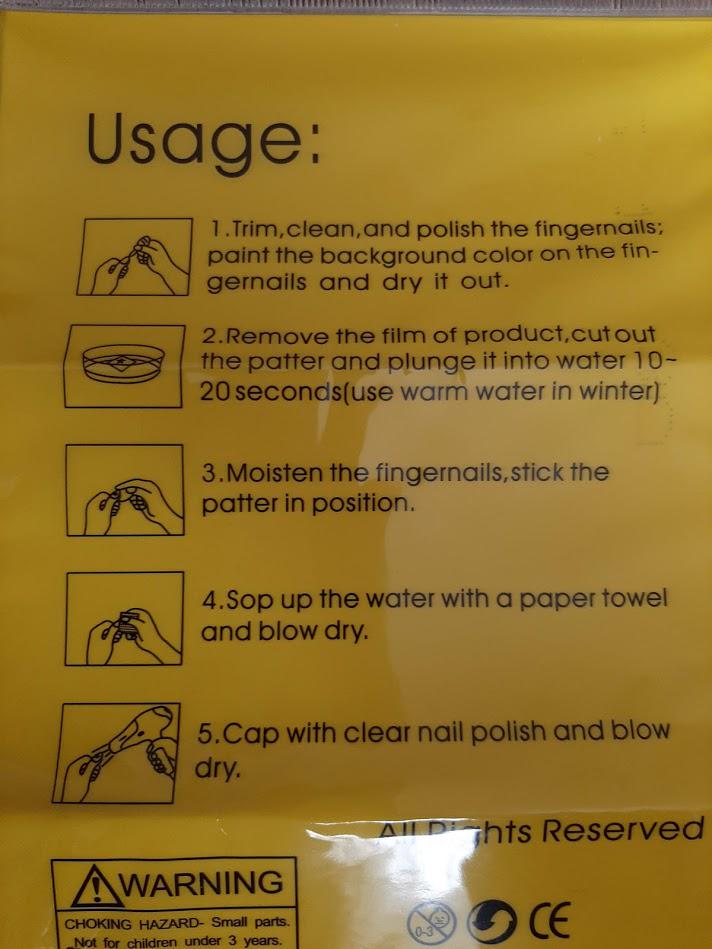 Usage:
1.Trim,clean,and polish the fingernails;
paint the background color on the fin-
gernails and dry it out.
2.Remove the film of product,cut out
the patter and plunge it into water 10~
20 seconds(use warm water in winter)
3.Moisten the fingernails,stick the
patter in position.
4.Sop up the water with a paper towel
and blow dry.
5.Cap with clear nail polish and blow
dry.
All Rights Reserved
WARNING
CHOKING HAZARD- Small parts.
Not for children under 3 years.
0-3
CE